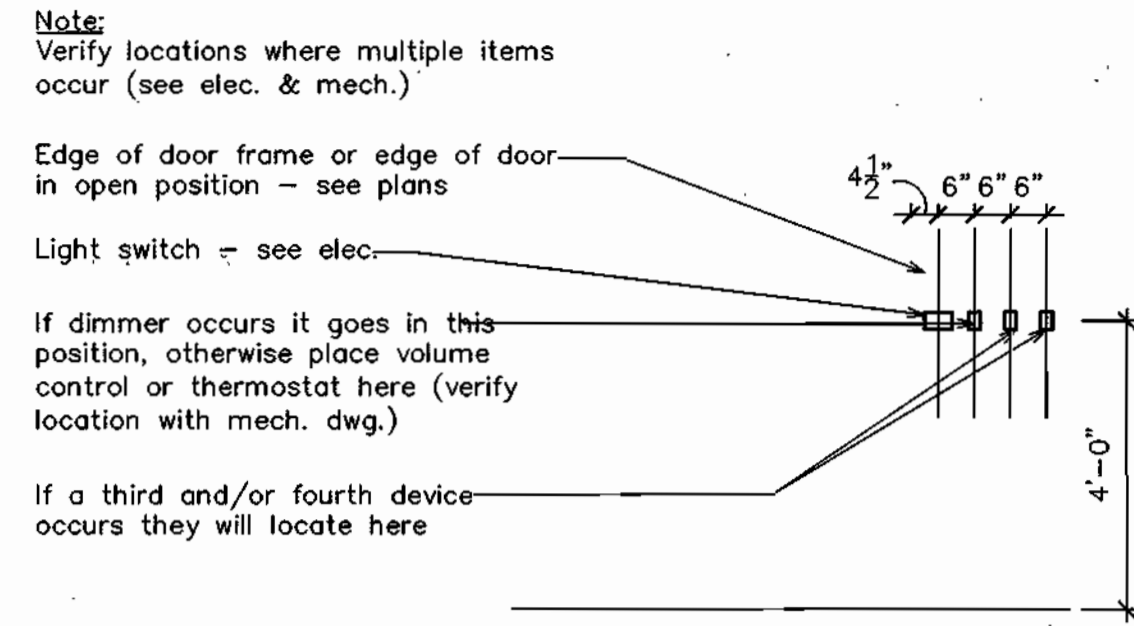 Note:
Verify locations where multiple items
occur (see elec. & mech.)
Edge of door frame or edge of door
in open position – see plans
4 1/2" 6" 6" 6"
Light switch – see elec.
If dimmer occurs it goes in this
position, otherwise place volume
control or thermostat here (verify
location with mech. dwg.)
If a third and/or fourth device
occurs they will locate here
4'–0"